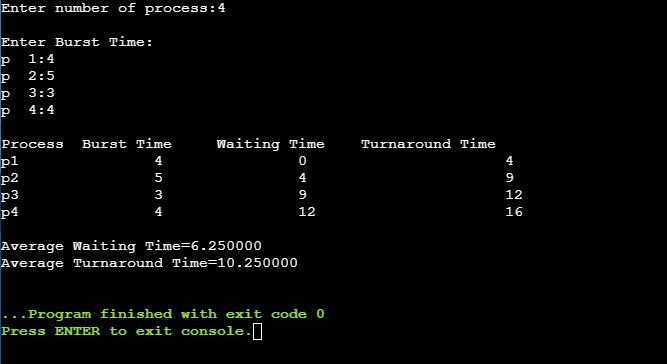 Enter number of process:4
Enter Burst Time:
p  1:4
p  2:5
p  3:3
p  4:4
Process  Burst Time     Waiting Time    Turnaround Time
p1               4               0                      4
p2               5               4                      9
p3               3               9                      12
p4               4               12                     16
Average Waiting Time=6.250000
Average Turnaround Time=10.250000
...Program finished with exit code 0
Press ENTER to exit console.